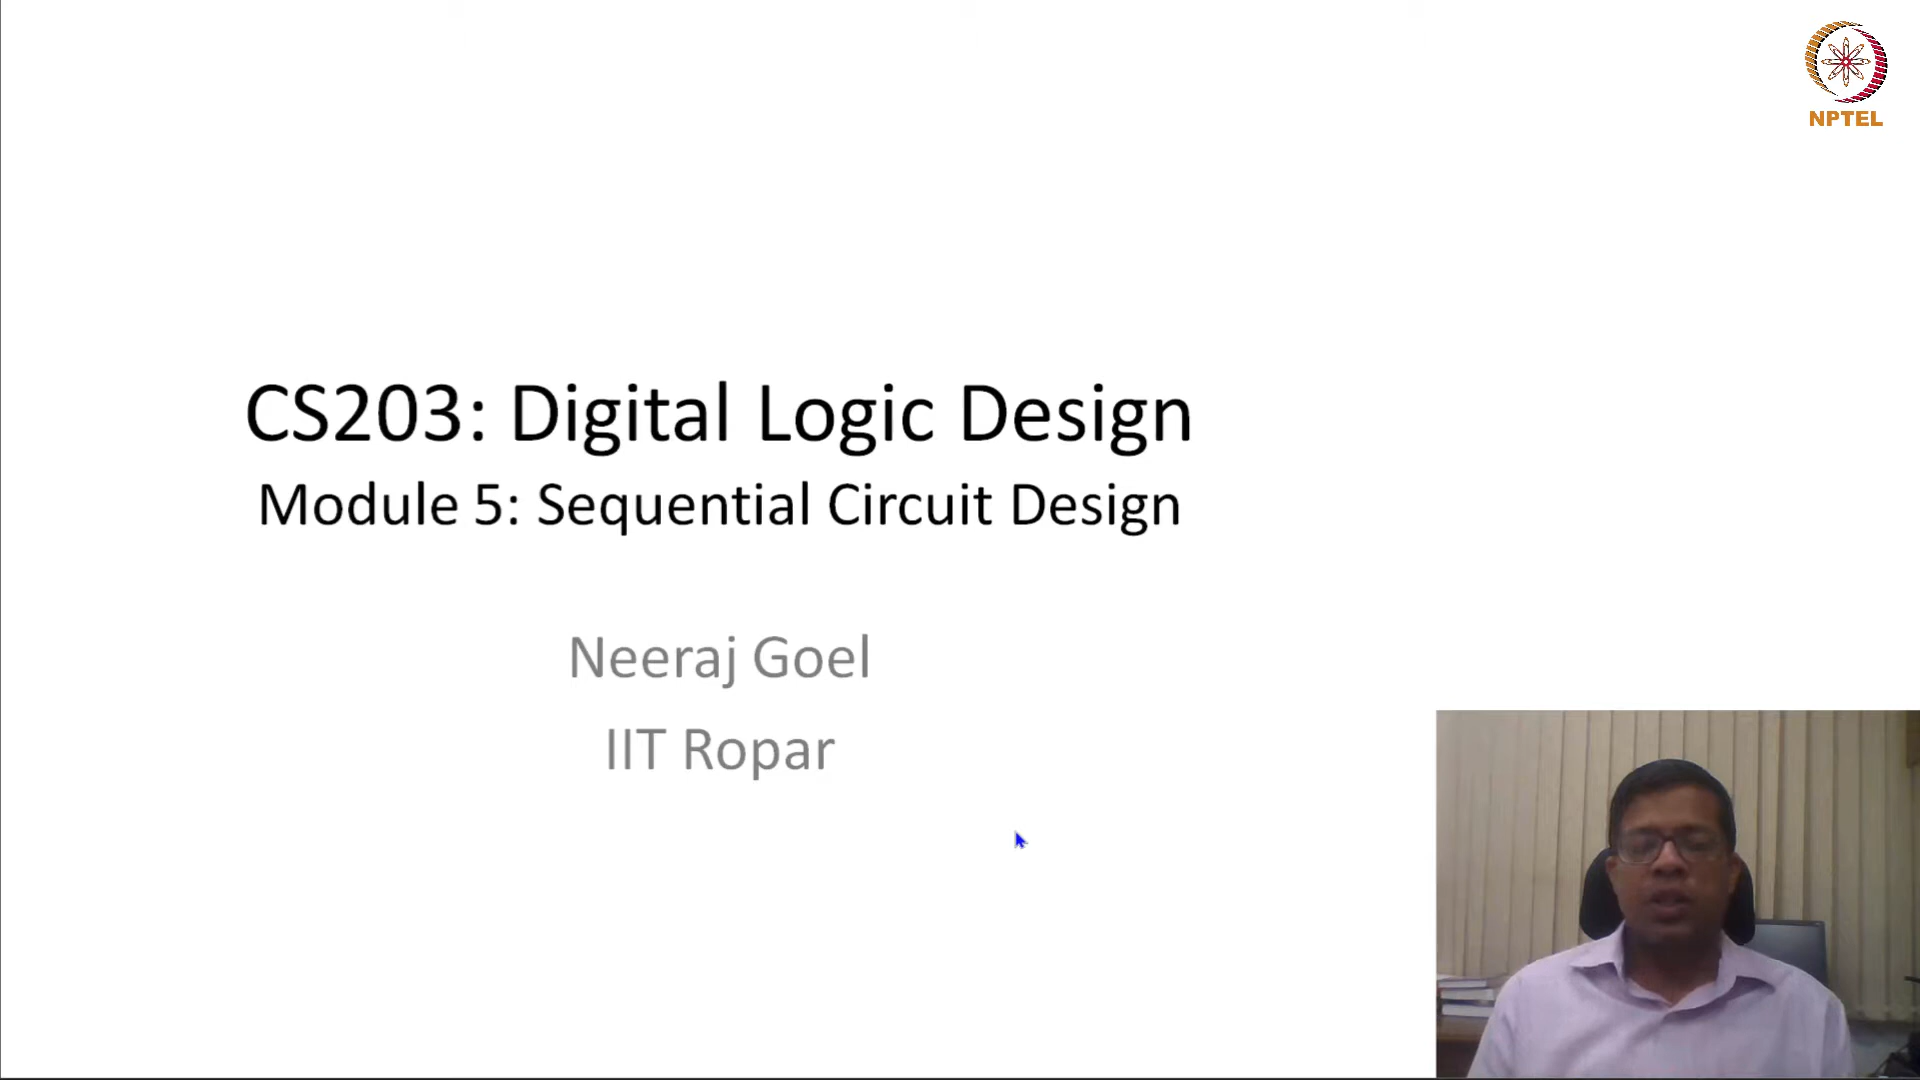 NPTEL
CS203: Digital Logic Design
Module 5: Sequential Circuit Design
Neeraj Goel
IIT Ropar